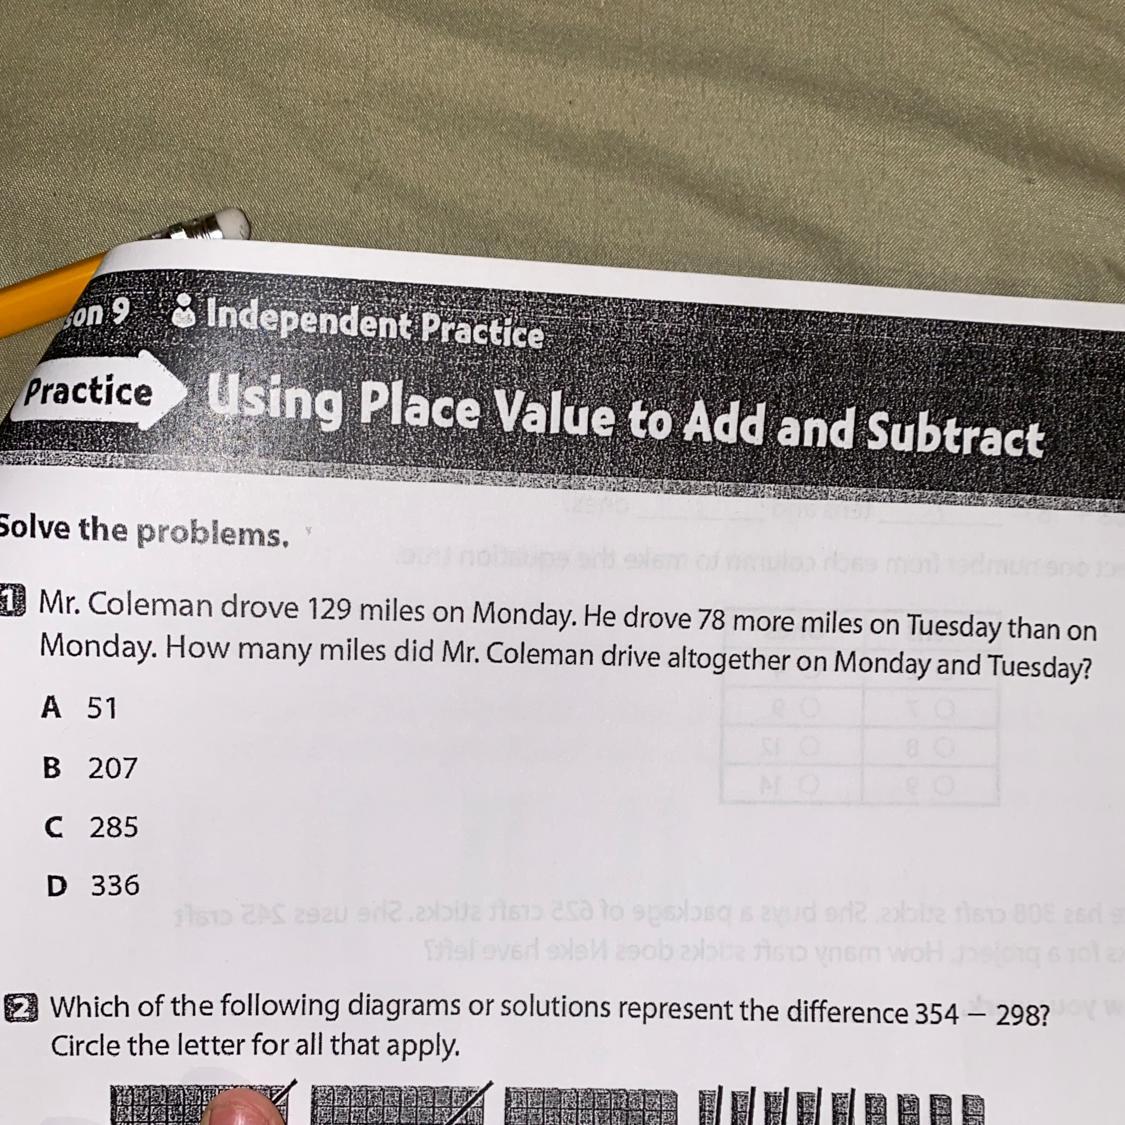 son 9 Independent Practice
Practice Using Place Value to Add and Subtract
Solve the problems.
1 Mr. Coleman drove 129 miles on Monday. He drove 78 more miles on Tuesday than on
Monday. How many miles did Mr. Coleman drive altogether on Monday and Tuesday?
A 51
B 207
C 285
D 336
2 Which of the following diagrams or solutions represent the difference 354 − 298?
Circle the letter for all that apply.